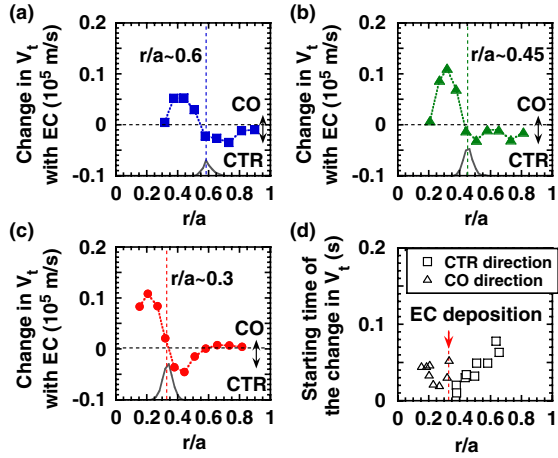 (a)
Change in Vt
with EC (10^5 m/s)
0.2
0.1
0
-0.1
r/a~0.6
CO
CTR
0 0.2 0.4 0.6 0.8 1
r/a
(b)
Change in Vt
with EC (10^5 m/s)
0.2
0.1
0
-0.1
r/a~0.45
CO
CTR
0 0.2 0.4 0.6 0.8 1
r/a
(c)
Change in Vt
with EC (10^5 m/s)
0.2
0.1
0
-0.1
r/a~0.3
CO
CTR
0 0.2 0.4 0.6 0.8 1
r/a
(d)
Starting time of
the change in Vt (s)
0.2
0.1
0
CTR direction
CO direction
EC deposition
0 0.2 0.4 0.6 0.8 1
r/a